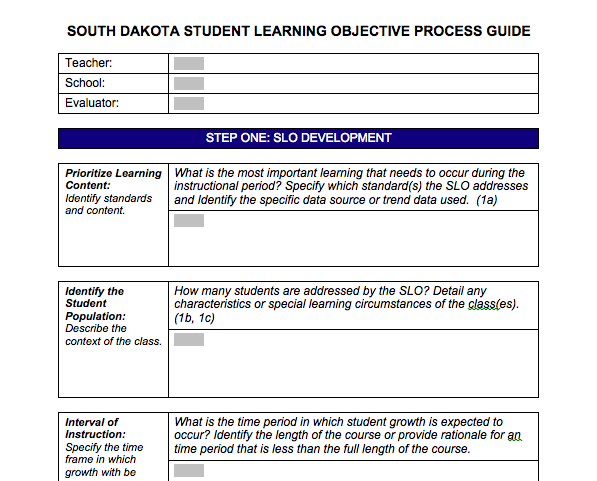 SOUTH DAKOTA STUDENT LEARNING OBJECTIVE PROCESS GUIDE
Teacher:
School:
Evaluator:
STEP ONE: SLO DEVELOPMENT
Prioritize Learning
Content:
Identify standards
and content.
What is the most important learning that needs to occur during the
instructional period? Specify which standard(s) the SLO addresses
and Identify the specific data source or trend data used. (1a)
Identify the
Student
Population:
Describe the
context of the class.
How many students are addressed by the SLO? Detail any
characteristics or special learning circumstances of the class(es).
(1b, 1c)
Interval of
Instruction:
Specify the time
frame in which
growth with be
What is the time period in which student growth is expected to
occur? Identify the length of the course or provide rationale for an
time period that is less than the full length of the course.